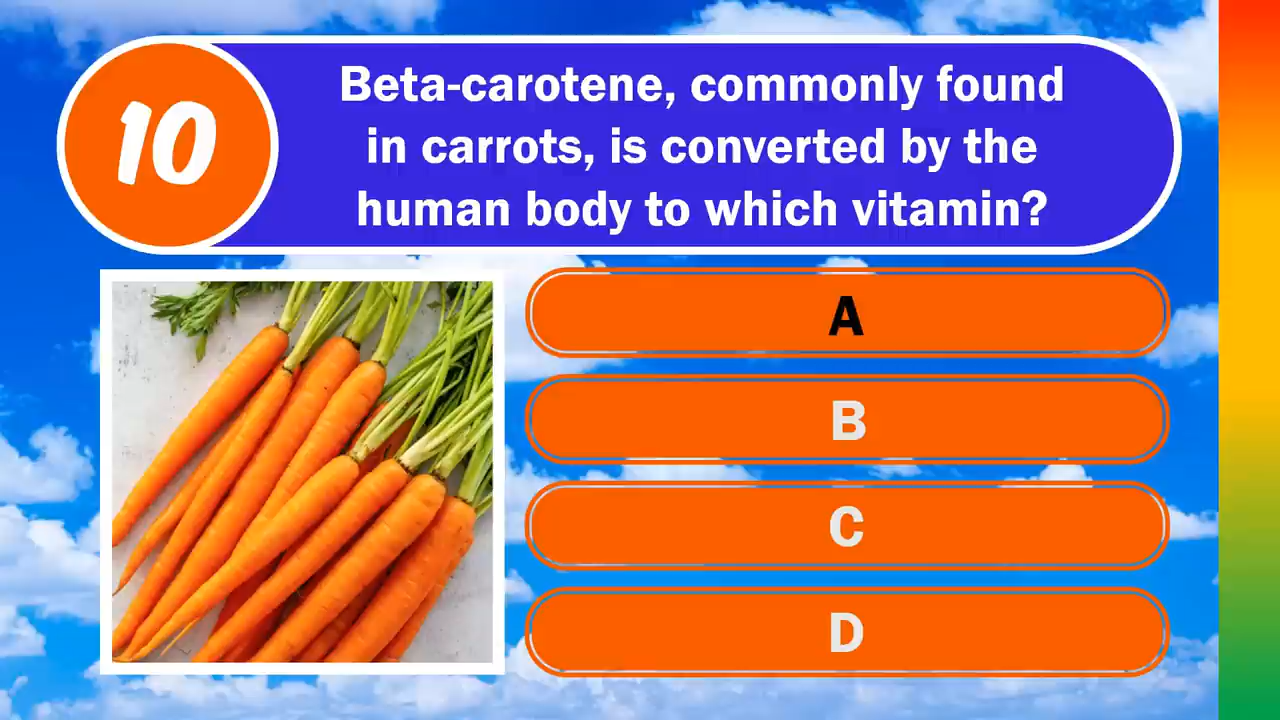 10
Beta-carotene, commonly found
in carrots, is converted by the
human body to which vitamin?
A
B
C
D